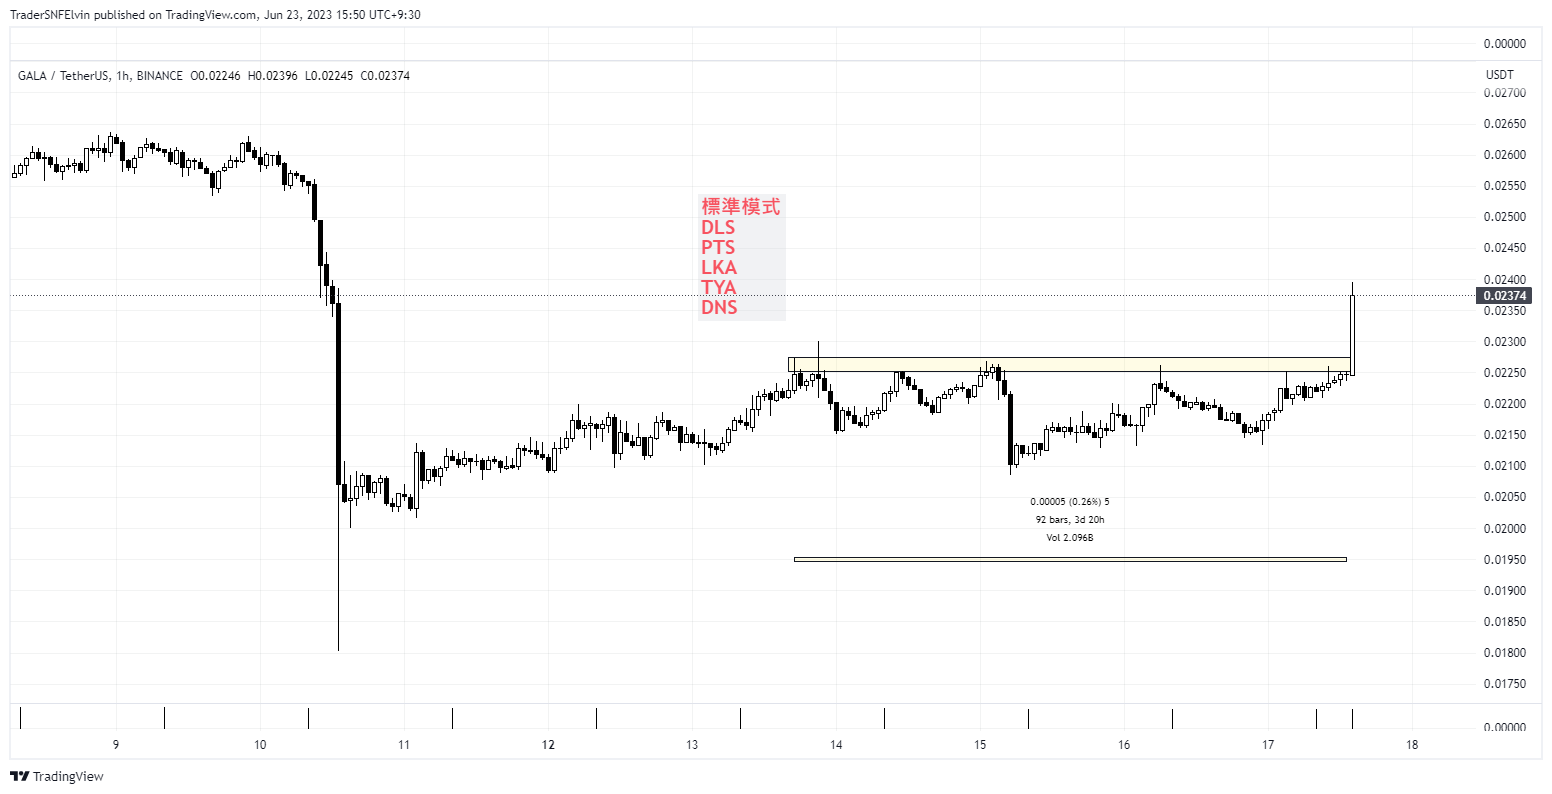 TraderSNFElvin published on TradingView.com, Jun 23, 2023 15:50 UTC+9:30
0.00000
GALA / TetherUS, 1h, BINANCE O0.02246 H0.02396 L0.02245 C0.02374
USDT
0.02700
0.02650
0.02600
0.02550
標準模式
DLS
PTS
LKA
TYA
DNS
0.02500
0.02450
0.02400
0.02374
0.02350
0.02300
0.02250
0.02200
0.02150
0.02100
0.02050
0.00005 (0.26%) 5
92 bars, 3d 20h
Vol 2.096B
0.02000
0.01950
0.01900
0.01850
0.01800
0.01750
0.00000
9 10 11 12 13 14 15 16 17 18
TradingView